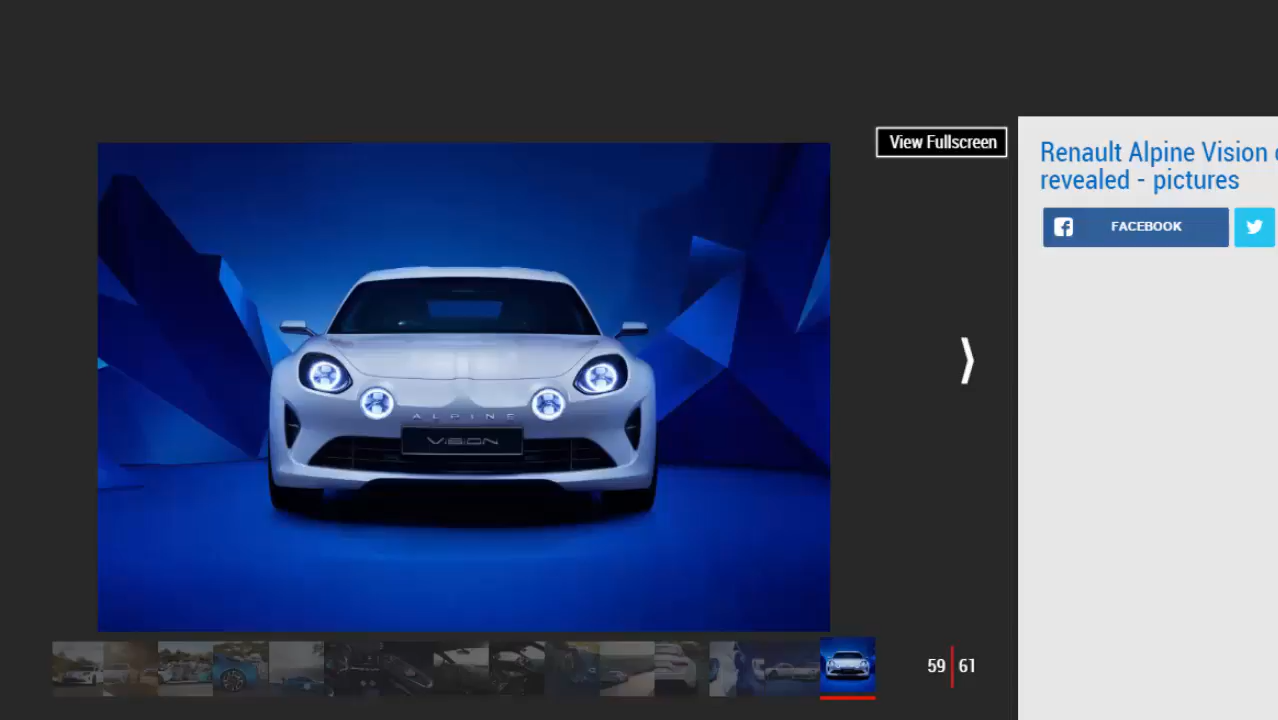 View Fullscreen
Renault Alpine Vision
revealed - pictures
FACEBOOK
ALPINE
VISION
59 61